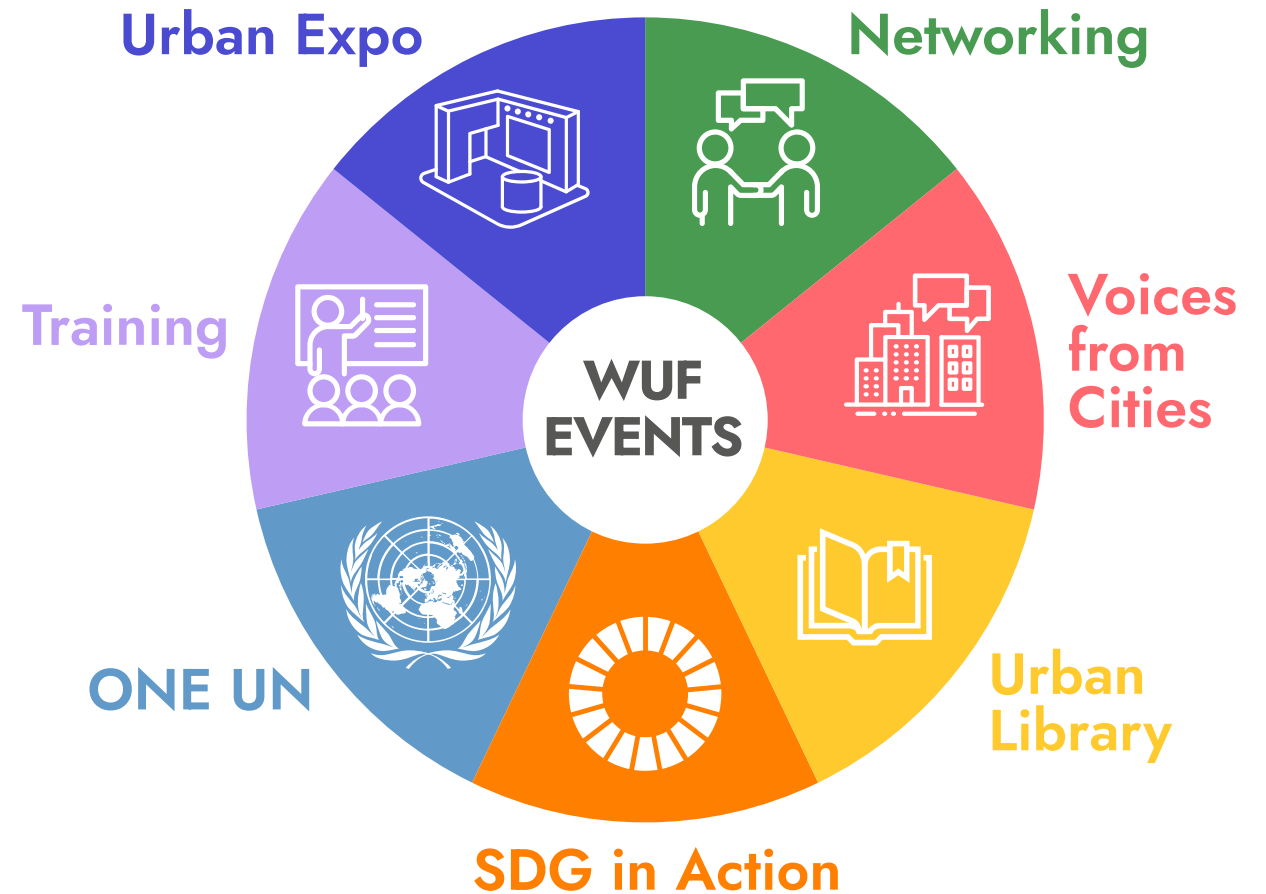 Urban Expo
Networking
Training
Voices
from
Cities
WUF
EVENTS
ONE UN
Urban
Library
SDG in Action